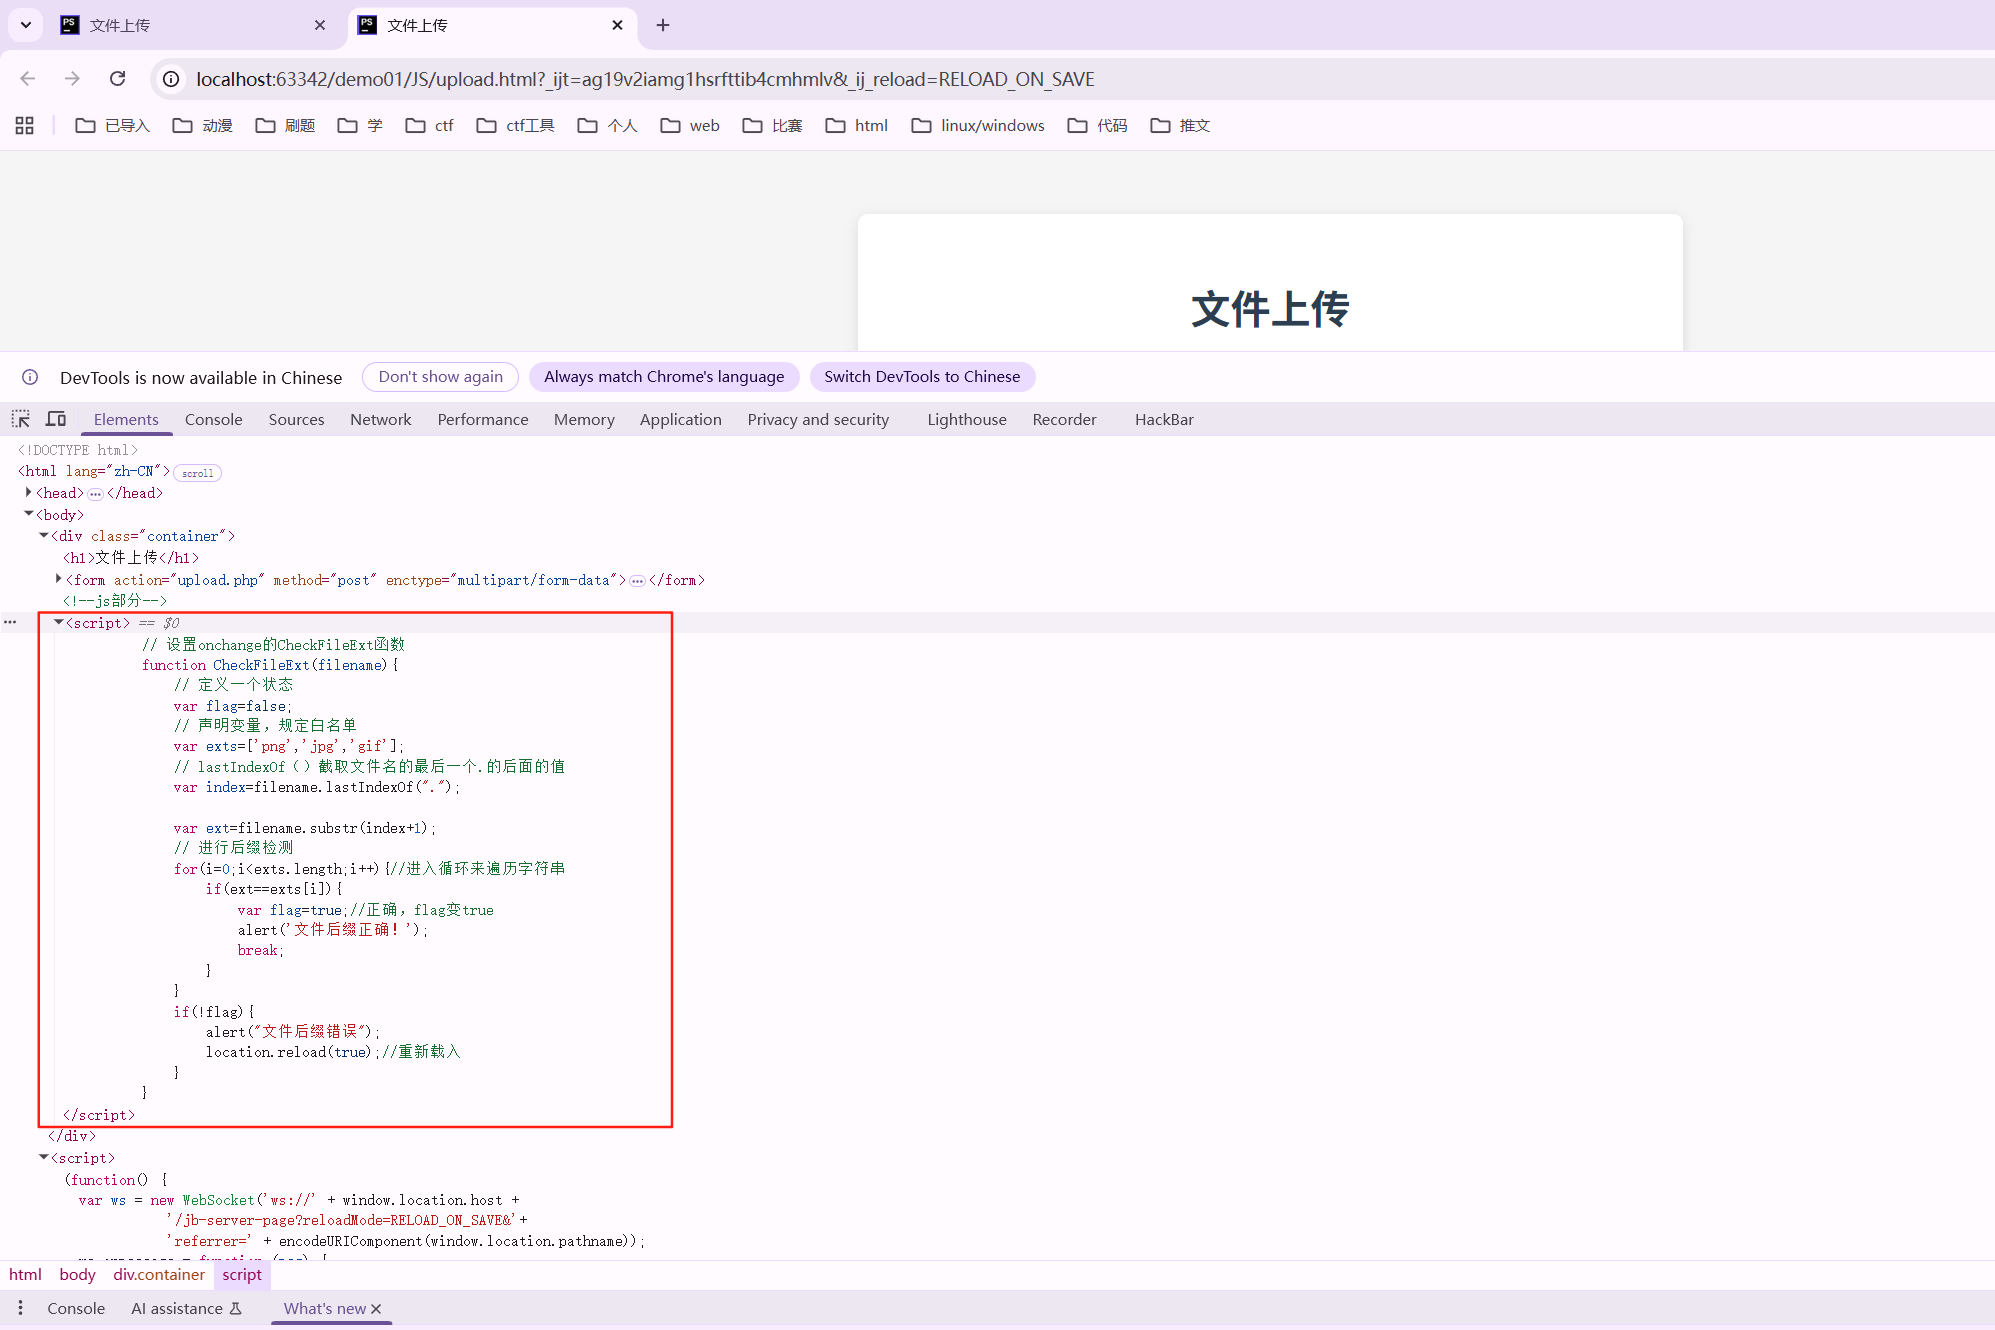 文件上传
文件上传
localhost:63342/demo01/JS/upload.html?_ijt=ag19v2iamg1hsrfttib4cmhmlv&_ij_reload=RELOAD_ON_SAVE
已导入 动漫 刷题 学 ctf ctf工具 个人 web 比赛 html linux/windows 代码 推文
文件上传
DevTools is now available in Chinese Don't show again Always match Chrome's language Switch DevTools to Chinese
Elements Console Sources Network Performance Memory Application Privacy and security Lighthouse Recorder HackBar
<!DOCTYPE html>
<html lang="zh-CN"> scroll
<head> ⋯ </head>
<body>
<div class="container">
<h1>文件上传</h1>
<form action="upload.php" method="post" enctype="multipart/form-data"> ⋯ </form>
<!--js部分-->
<script> == $0
// 设置onchange的CheckFileExt函数
function CheckFileExt(filename){
// 定义一个状态
var flag=false;
// 声明变量，规定白名单
var exts=['png','jpg','gif'];
// lastIndexOf（）截取文件名的最后一个.的后面的值
var index=filename.lastIndexOf(".");
var ext=filename.substr(index+1);
// 进行后缀检测
for(i=0;i<exts.length;i++){//进入循环来遍历字符串
if(ext==exts[i]){
var flag=true;//正确，flag变true
alert('文件后缀正确！');
break;
}
}
if(!flag){
alert("文件后缀错误");
location.reload(true);//重新载入
}
}
</script>
</div>
<script>
(function() {
var ws = new WebSocket('ws://' + window.location.host +
'/jb-server-page?reloadMode=RELOAD_ON_SAVE&'+
'referrer=' + encodeURIComponent(window.location.pathname));
html body div.container script
Console AI assistance What's new